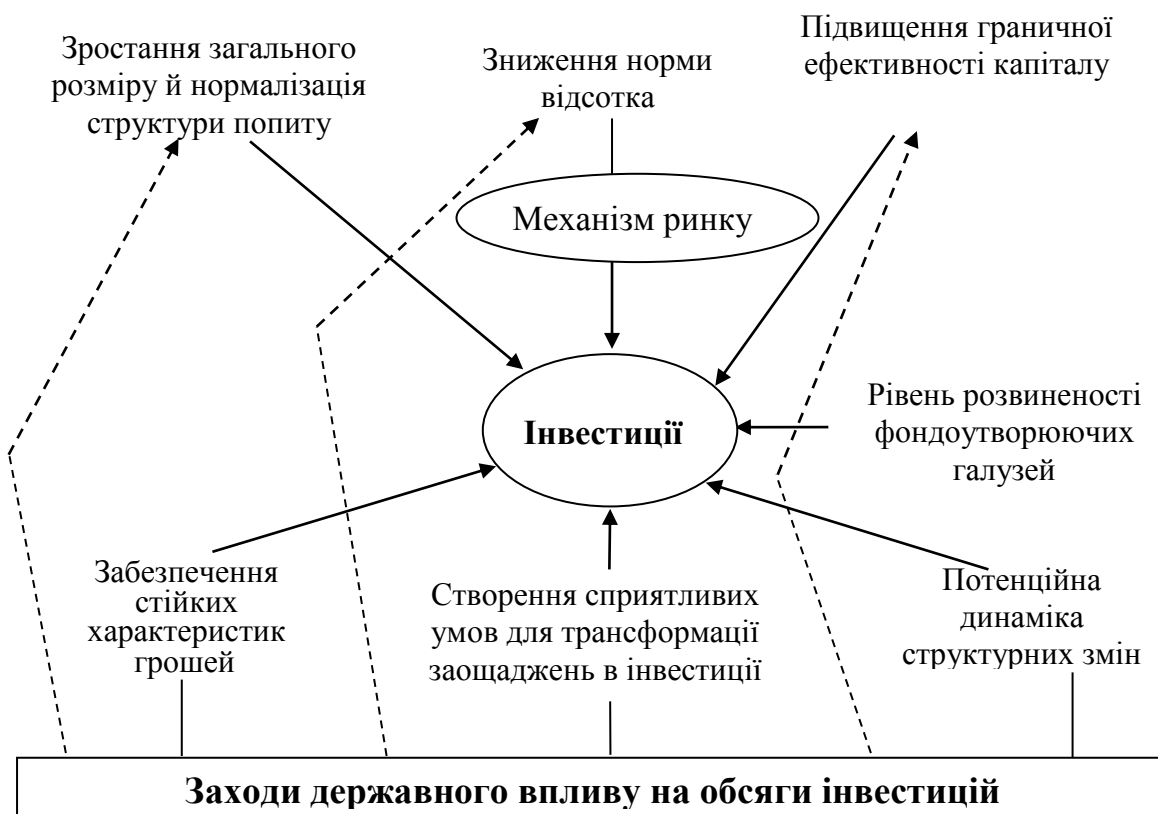 Зростання загального
розміру й нормалізація
структури попиту
Зниження норми
відсотка
Підвищення граничної
ефективності капіталу
Механізм ринку
Інвестиції
Рівень розвиненості
фондоутворюючих
галузей
Забезпечення
стійких
характеристик
грошей
Створення сприятливих
умов для трансформації
заощаджень в інвестиції
Потенційна
динаміка
структурних змін
Заходи державного впливу на обсяги інвестицій